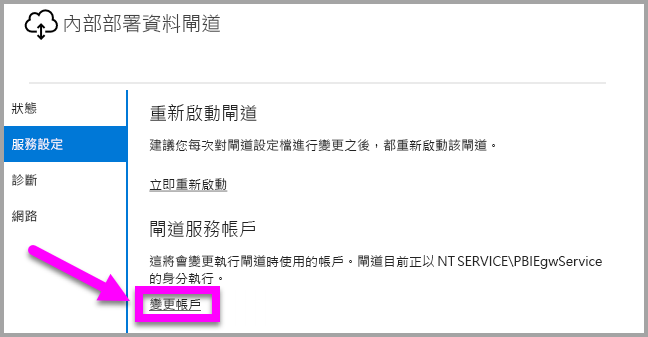 內部部署資料閘道
狀態
服務設定
診斷
網路
重新啟動閘道
建議您每次對閘道設定檔進行變更之後，都重新啟動該閘道。
立即重新啟動
閘道服務帳戶
這將會變更執行閘道時使用的帳戶。閘道目前正以 NT SERVICE\PBIEgwService
的身分執行。
變更帳戶